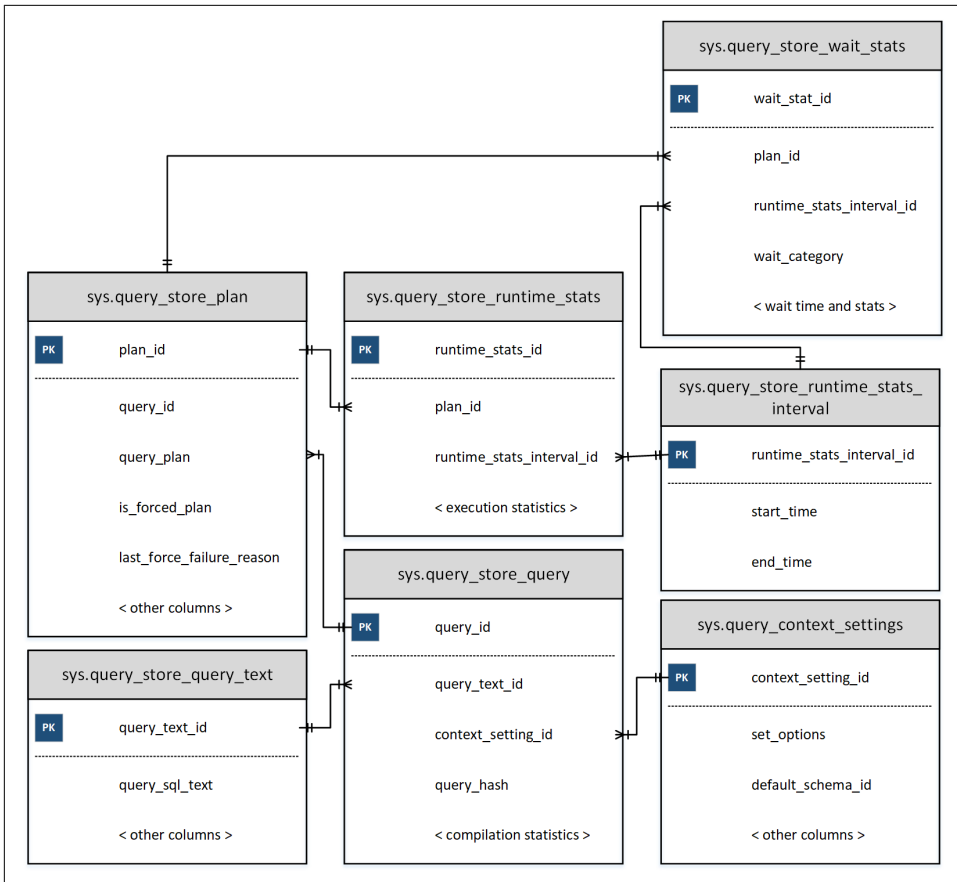 sys.query_store_wait_stats
PK wait_stat_id
plan_id
runtime_stats_interval_id
wait_category
< wait time and stats >
sys.query_store_plan
PK plan_id
query_id
query_plan
is_forced_plan
last_force_failure_reason
< other columns >
sys.query_store_runtime_stats
PK runtime_stats_id
plan_id
runtime_stats_interval_id
< execution statistics >
sys.query_store_runtime_stats_
interval
PK runtime_stats_interval_id
start_time
end_time
sys.query_store_query
PK query_id
query_text_id
context_setting_id
query_hash
< compilation statistics >
sys.query_context_settings
PK context_setting_id
set_options
default_schema_id
< other columns >
sys.query_store_query_text
PK query_text_id
query_sql_text
< other columns >